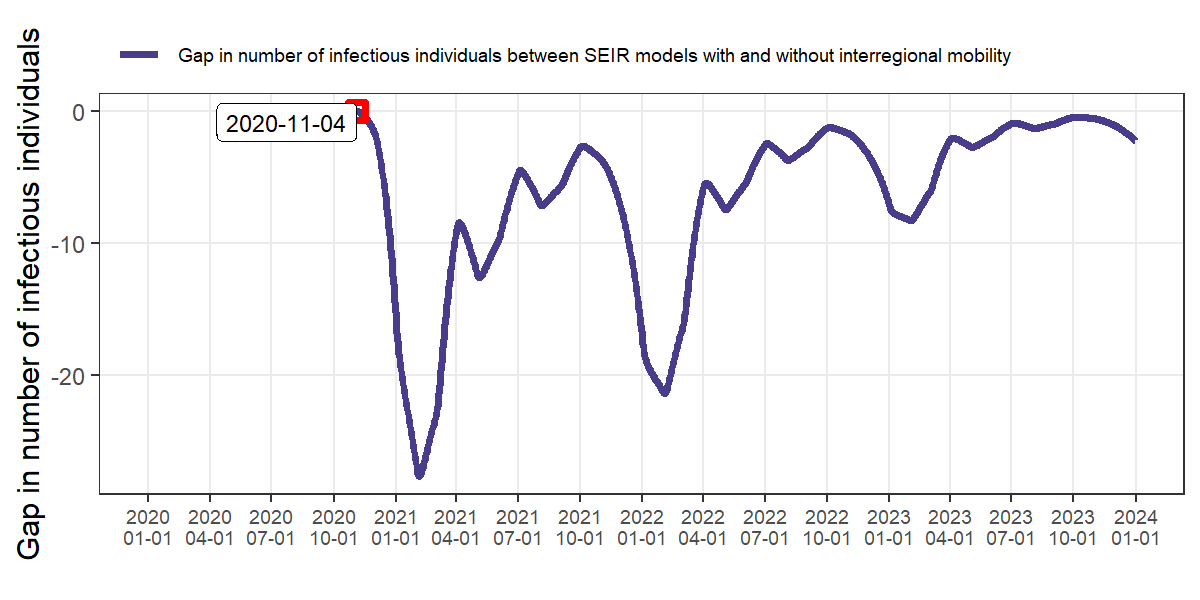 Gap in number of infectious individuals between SEIR models with and without interregional mobility
Gap in number of infectious individuals
0
-10
-20
2020-11-04
2020 2020 2020 2020 2021 2021 2021 2021 2022 2022 2022 2022 2023 2023 2023 2023 2024
01-01 04-01 07-01 10-01 01-01 04-01 07-01 10-01 01-01 04-01 07-01 10-01 01-01 04-01 07-01 10-01 01-01